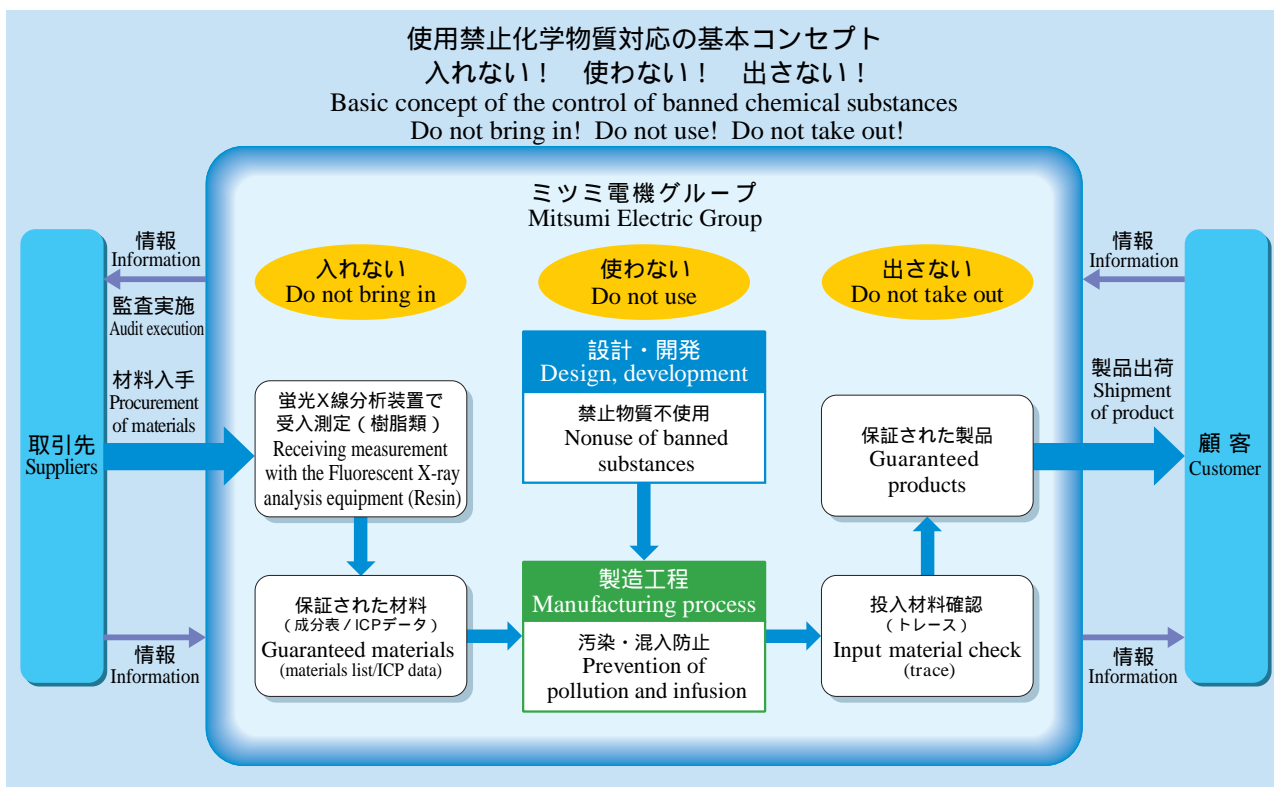 使用禁止化学物質対応の基本コンセプト
入れない！ 使わない！ 出さない！
Basic concept of the control of banned chemical substances
Do not bring in! Do not use! Do not take out!
ミツミ電機グループ
Mitsumi Electric Group
取引先
Suppliers
情報
Information
監査実施
Audit execution
材料入手
Procurement
of materials
情報
Information
入れない
Do not bring in
蛍光X線分析装置で
受入測定（樹脂類）
Receiving measurement
with the Fluorescent X-ray
analysis equipment (Resin)
保証された材料
（成分表/ICPデータ）
Guaranteed materials
(materials list/ICP data)
使わない
Do not use
設計・開発
Design, development
禁止物質不使用
Nonuse of banned
substances
製造工程
Manufacturing process
汚染・混入防止
Prevention of
pollution and infusion
出さない
Do not take out
保証された製品
Guaranteed
products
投入材料確認
（トレース）
Input material check
(trace)
情報
Information
製品出荷
Shipment
of product
情報
Information
顧客
Customer